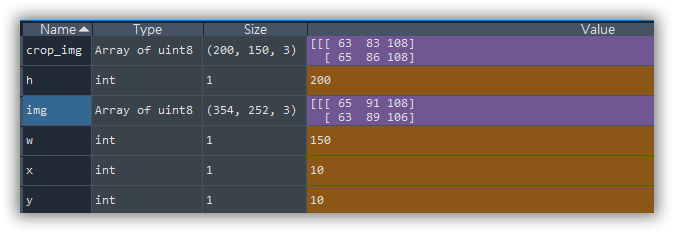 Name Type Size Value
crop_img Array of uint8 (200, 150, 3) [[[ 63 83 108]
[ 65 86 108]
h int 1 200
img Array of uint8 (354, 252, 3) [[[ 65 91 108]
[ 63 89 106]
w int 1 150
x int 1 10
y int 1 10